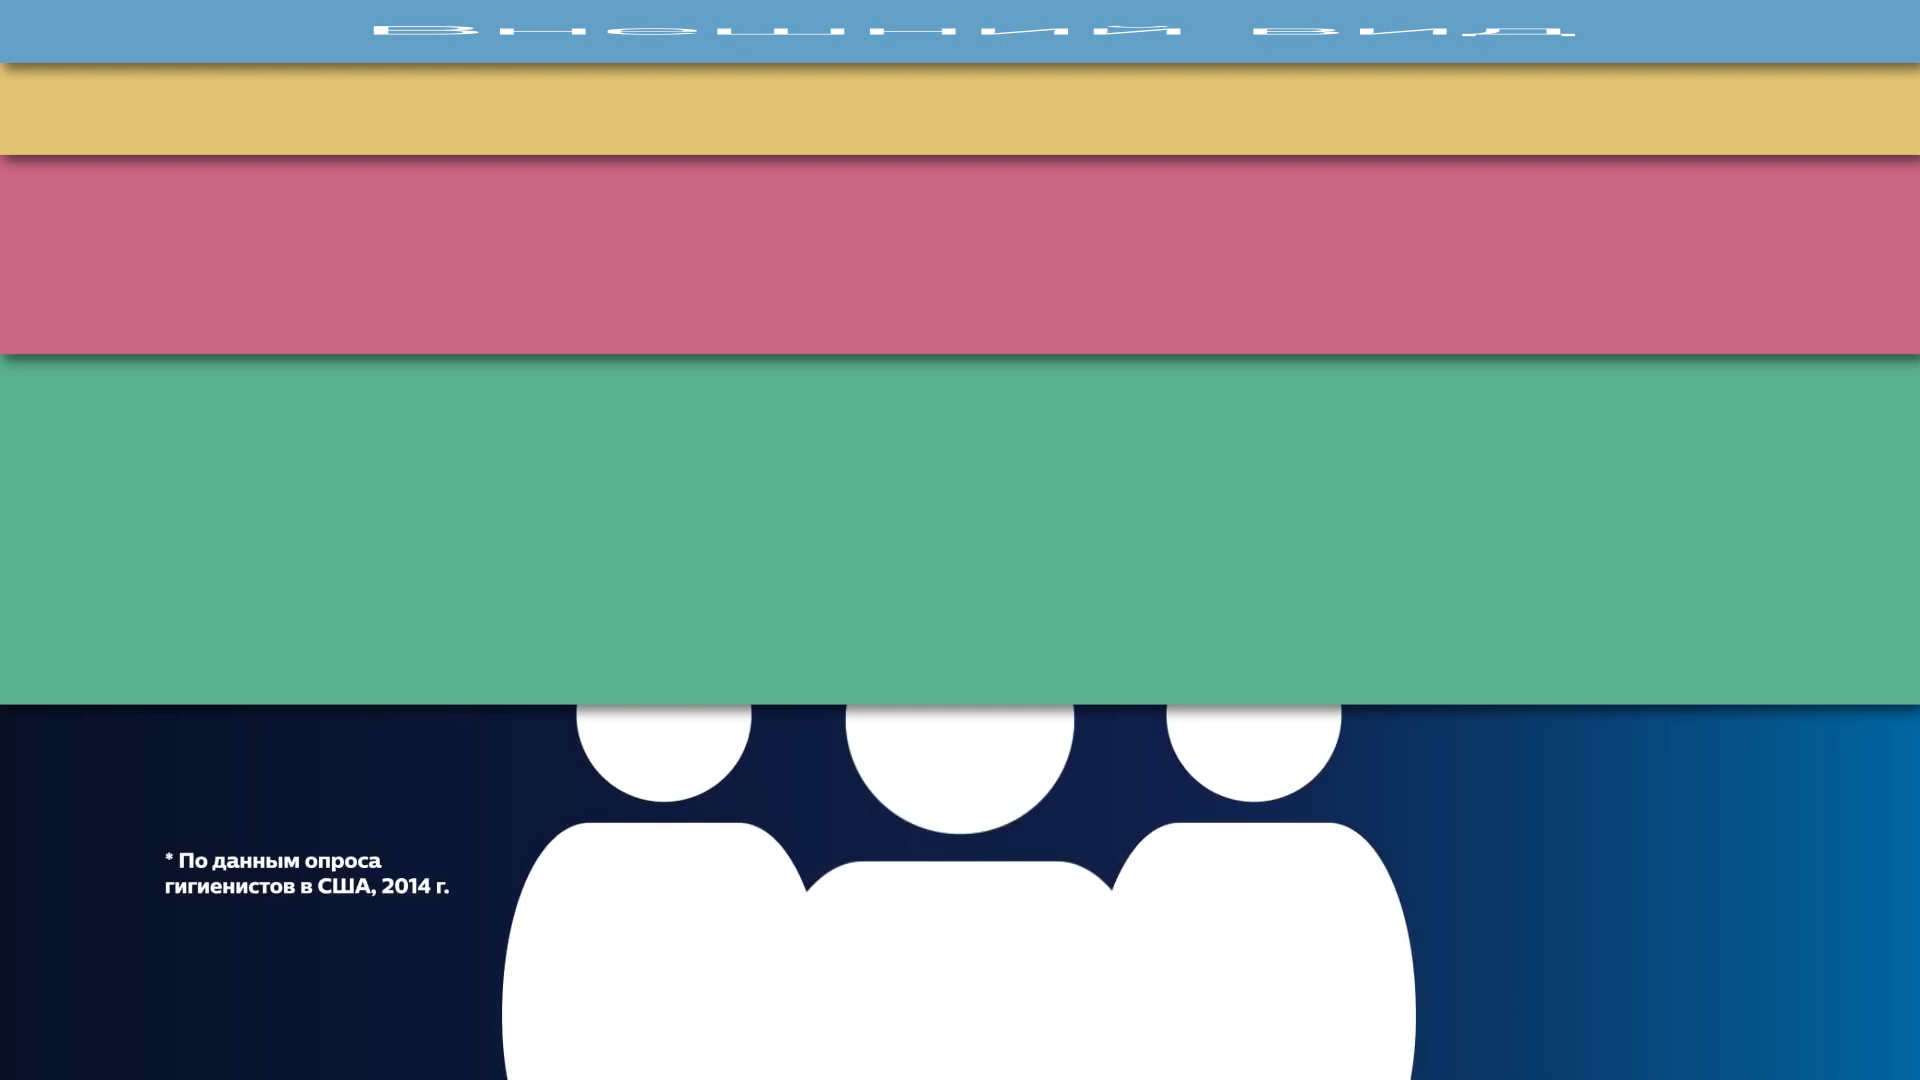 Внешний вид
* По данным опроса
гигиенистов в США, 2014 г.